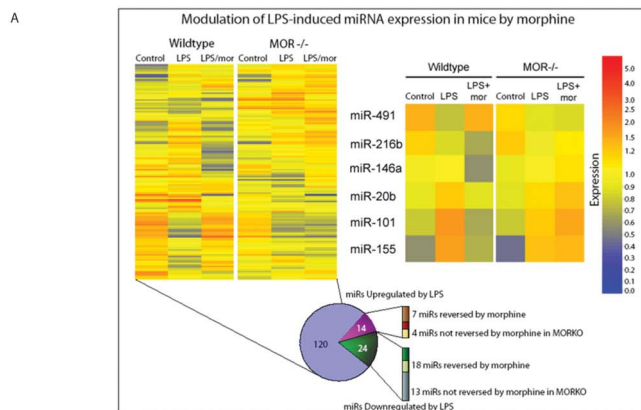 A
Modulation of LPS-induced miRNA expression in mice by morphine
Wildtype MOR -/-
Control LPS LPS/mor Control LPS LPS/mor
Wildtype MOR-/-
Control LPS LPS+ mor Control LPS LPS+ mor
miR-491
miR-216b
miR-146a
miR-20b
miR-101
miR-155
5.0
4.0
3.0
2.5
2.0
1.5
1.2
1.0
0.9
0.8
0.7
0.6
0.5
0.4
0.3
0.2
0.1
0.0
Expression
miRs Upregulated by LPS
120
14
24
7 miRs reversed by morphine
4 miRs not reversed by morphine in MORKO
18 miRs reversed by morphine
13 miRs not reversed by morphine in MORKO
miRs Downregulated by LPS